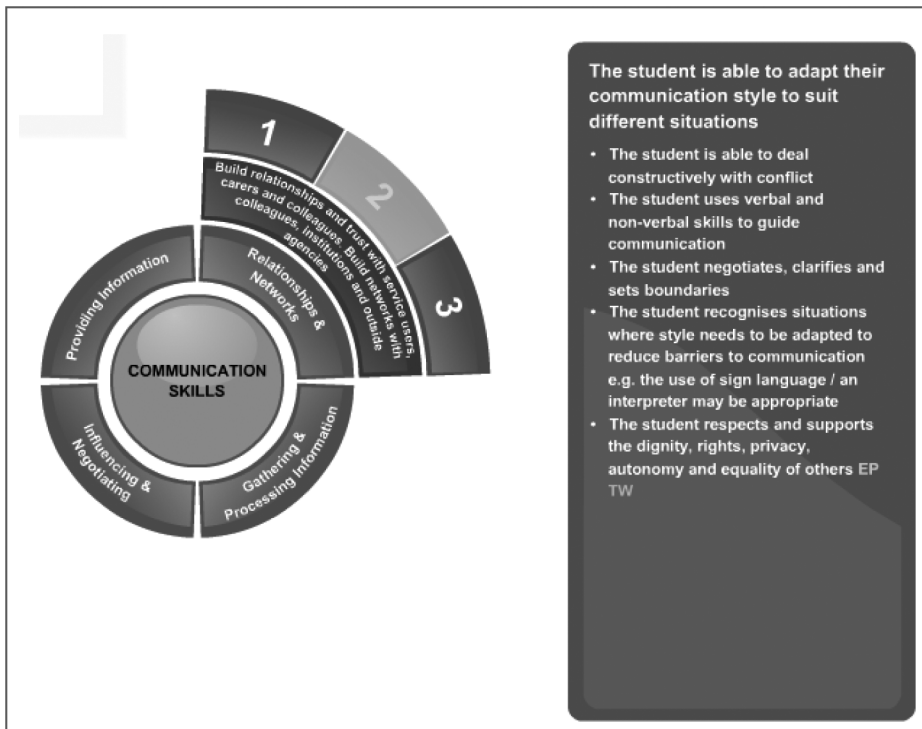 1
2
3
Build relationships and trust with service users,
carers and colleagues. Build networks with
colleagues, institutions and outside
agencies
Providing Information
Relationships &
Networks
COMMUNICATION
SKILLS
Influencing &
Negotiating
Gathering &
Processing Information
The student is able to adapt their
communication style to suit
different situations
• The student is able to deal
constructively with conflict
• The student uses verbal and
non-verbal skills to guide
communication
• The student negotiates, clarifies and
sets boundaries
• The student recognises situations
where style needs to be adapted to
reduce barriers to communication
e.g. the use of sign language / an
interpreter may be appropriate
• The student respects and supports
the dignity, rights, privacy,
autonomy and equality of others EP
TW